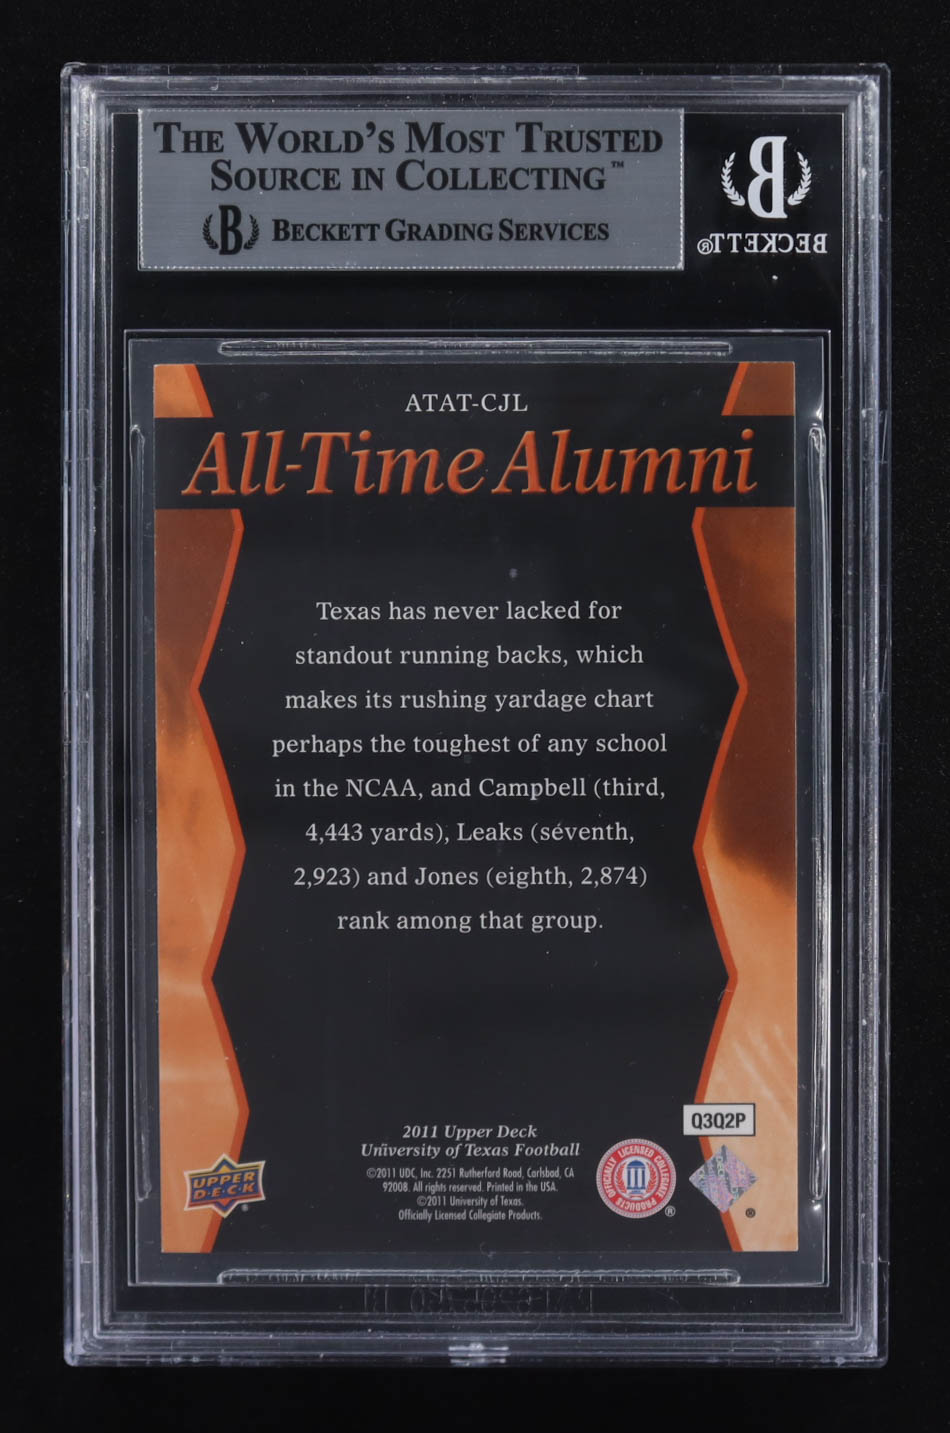 THE WORLD'S MOST TRUSTED
SOURCE IN COLLECTING™
B BECKETT GRADING SERVICES
B
BECKETT®
ATAT-CJL
All-Time Alumni
Texas has never lacked for
standout running backs, which
makes its rushing yardage chart
perhaps the toughest of any school
in the NCAA, and Campbell (third,
4,443 yards), Leaks (seventh,
2,923) and Jones (eighth, 2,874)
rank among that group.
Q3Q2P
2011 Upper Deck
University of Texas Football
©2011 UDC, Inc. 2251 Rutherford Road, Carlsbad, CA
92008. All rights reserved. Printed in the USA.
©2011 University of Texas.
Officially Licensed Collegiate Products.
UPPER
D·E·C·K
®
OFFICIALLY LICENSED COLLEGIATE PRODUCTS
®
®